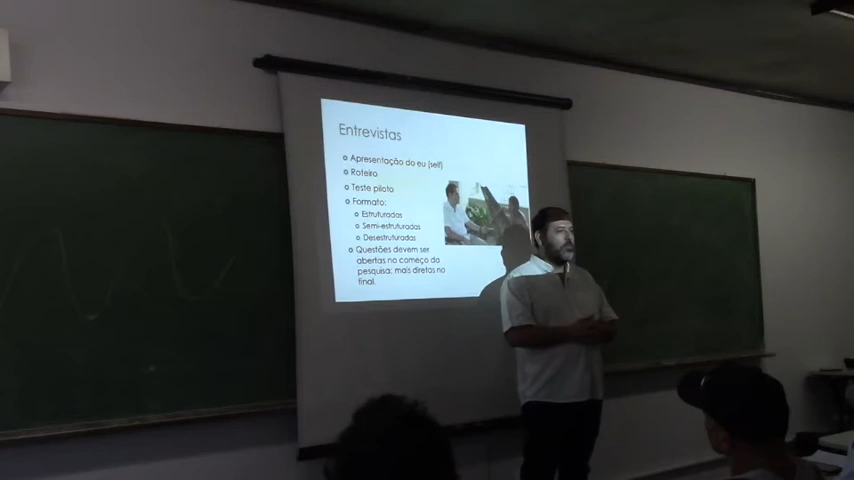 Entrevistas
Apresentação do eu (self)
Roteiro
Teste piloto
Formato:
Estruturadas
Semi-estruturadas
Desestruturadas
Questões devem ser
abertas no começo da
pesquisa; mais diretas no
final.